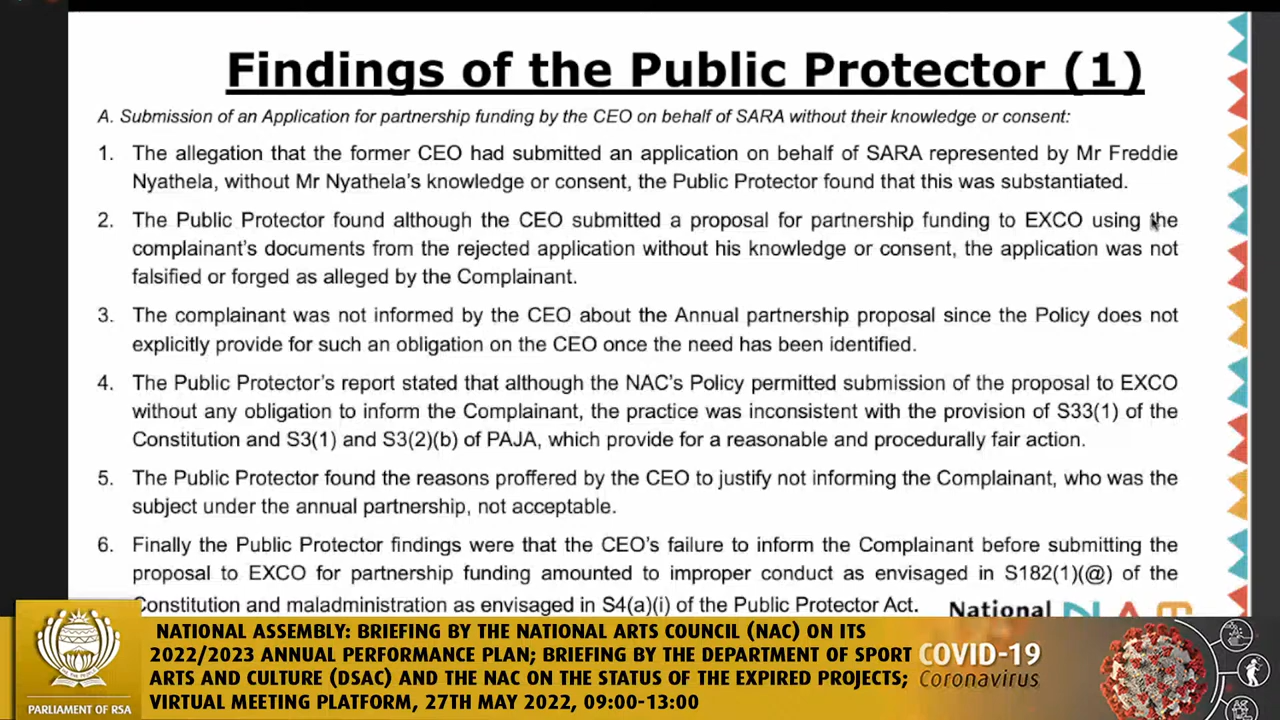 Findings of the Public Protector (1)
A. Submission of an Application for partnership funding by the CEO on behalf of SARA without their knowledge or consent:
1. The allegation that the former CEO had submitted an application on behalf of SARA represented by Mr Freddie
Nyathela, without Mr Nyathela's knowledge or consent, the Public Protector found that this was substantiated.
2. The Public Protector found although the CEO submitted a proposal for partnership funding to EXCO using the
complainant's documents from the rejected application without his knowledge or consent, the application was not
falsified or forged as alleged by the Complainant.
3. The complainant was not informed by the CEO about the Annual partnership proposal since the Policy does not
explicitly provide for such an obligation on the CEO once the need has been identified.
4. The Public Protector's report stated that although the NAC's Policy permitted submission of the proposal to EXCO
without any obligation to inform the Complainant, the practice was inconsistent with the provision of S33(1) of the
Constitution and S3(1) and S3(2)(b) of PAJA, which provide for a reasonable and procedurally fair action.
5. The Public Protector found the reasons proffered by the CEO to justify not informing the Complainant, who was the
subject under the annual partnership, not acceptable.
6. Finally the Public Protector findings were that the CEO's failure to inform the Complainant before submitting the
proposal to EXCO for partnership funding amounted to improper conduct as envisaged in S182(1)(@) of the
Constitution and maladministration as envisaged in S4(a)(i) of the Public Protector Act.
National NAC
NATIONAL ASSEMBLY: BRIEFING BY THE NATIONAL ARTS COUNCIL (NAC) ON ITS
2022/2023 ANNUAL PERFORMANCE PLAN; BRIEFING BY THE DEPARTMENT OF SPORT
ARTS AND CULTURE (DSAC) AND THE NAC ON THE STATUS OF THE EXPIRED PROJECTS;
VIRTUAL MEETING PLATFORM, 27TH MAY 2022, 09:00-13:00
PARLIAMENT OF RSA
COVID-19
Coronavirus